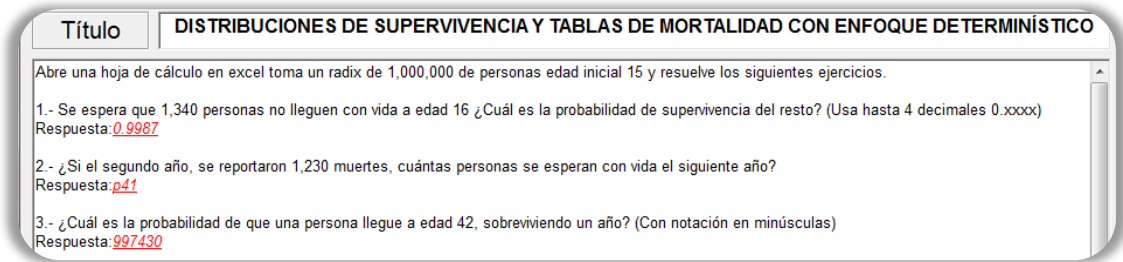 Título
DISTRIBUCIONES DE SUPERVIVENCIA Y TABLAS DE MORTALIDAD CON ENFOQUE DETERMINÍSTICO
Abre una hoja de cálculo en excel toma un radix de 1,000,000 de personas edad inicial 15 y resuelve los siguientes ejercicios.
1.- Se espera que 1,340 personas no lleguen con vida a edad 16 ¿Cuál es la probabilidad de supervivencia del resto? (Usa hasta 4 decimales 0.xxxx)
Respuesta:0.9987
2.- ¿Si el segundo año, se reportaron 1,230 muertes, cuántas personas se esperan con vida el siguiente año?
Respuesta:p41
3.- ¿Cuál es la probabilidad de que una persona llegue a edad 42, sobreviviendo un año? (Con notación en minúsculas)
Respuesta:997430